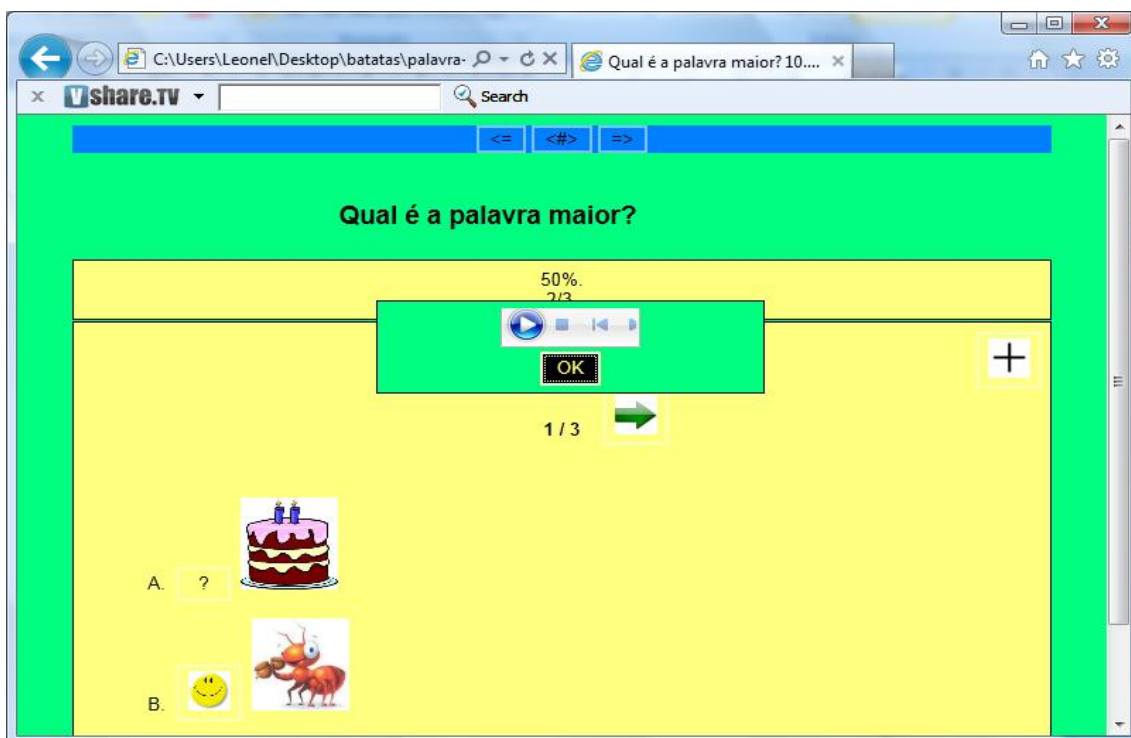 C:\Users\Leonel\Desktop\batatas\palavra-
Qual é a palavra maior? 10....
Vshare.TV
Search
<=
<#>
=>
Qual é a palavra maior?
50%.
2/3
OK
1 / 3
A. ?
B.